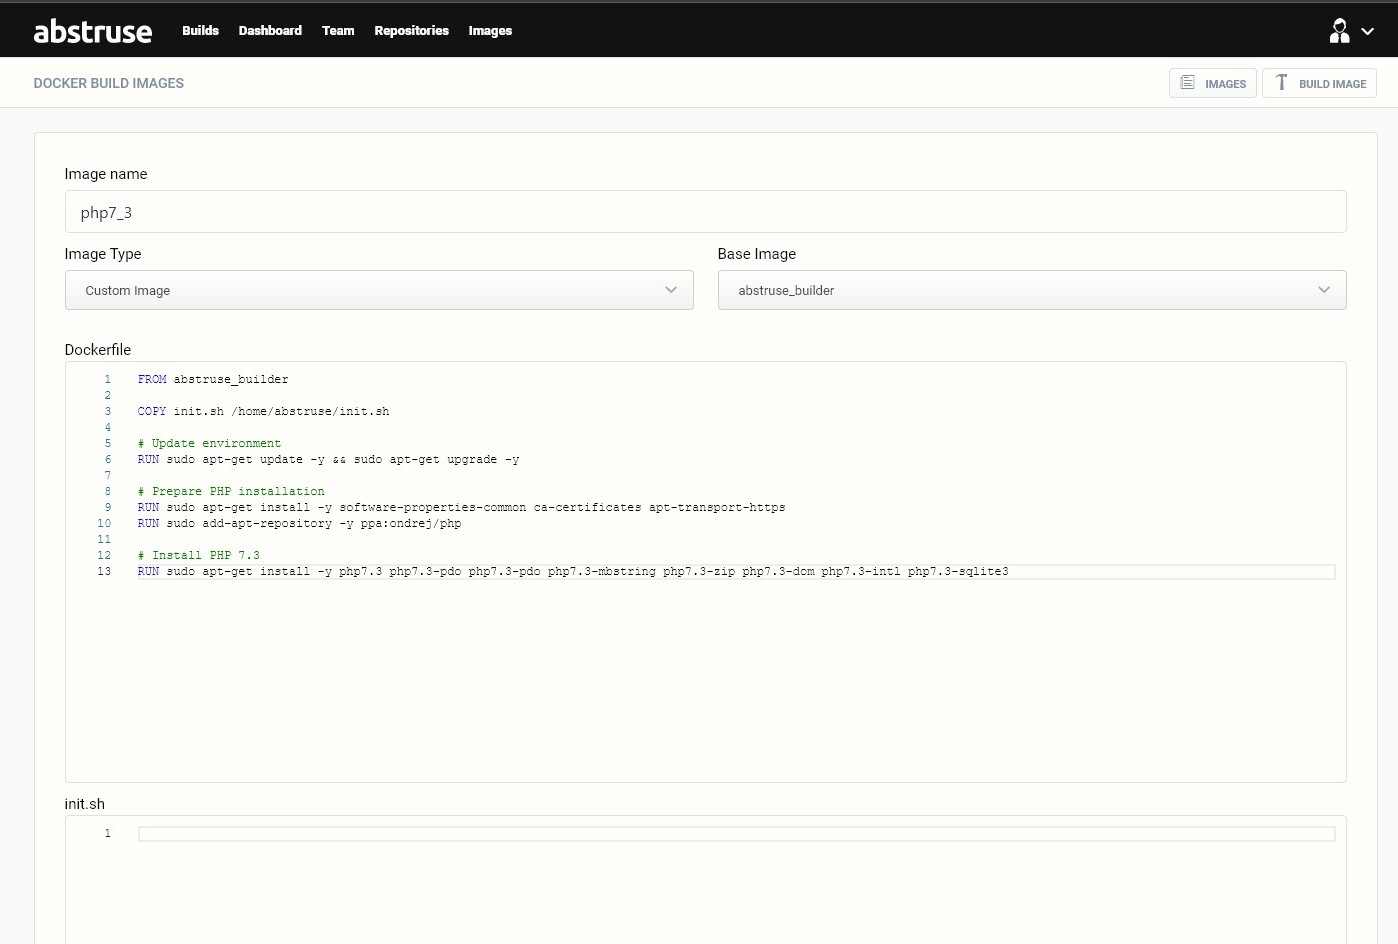 abstruse Builds Dashboard Team Repositories Images
DOCKER BUILD IMAGES IMAGES BUILD IMAGE
Image name
php7_3
Image Type Base Image
Custom Image abstruse_builder
Dockerfile
1 FROM abstruse_builder
2
3 COPY init.sh /home/abstruse/init.sh
4
5 # Update environment
6 RUN sudo apt-get update -y && sudo apt-get upgrade -y
7
8 # Prepare PHP installation
9 RUN sudo apt-get install -y software-properties-common ca-certificates apt-transport-https
10 RUN sudo add-apt-repository -y ppa:ondrej/php
11
12 # Install PHP 7.3
13 RUN sudo apt-get install -y php7.3 php7.3-pdo php7.3-pdo php7.3-mbstring php7.3-zip php7.3-dom php7.3-intl php7.3-sqlite3
init.sh
1